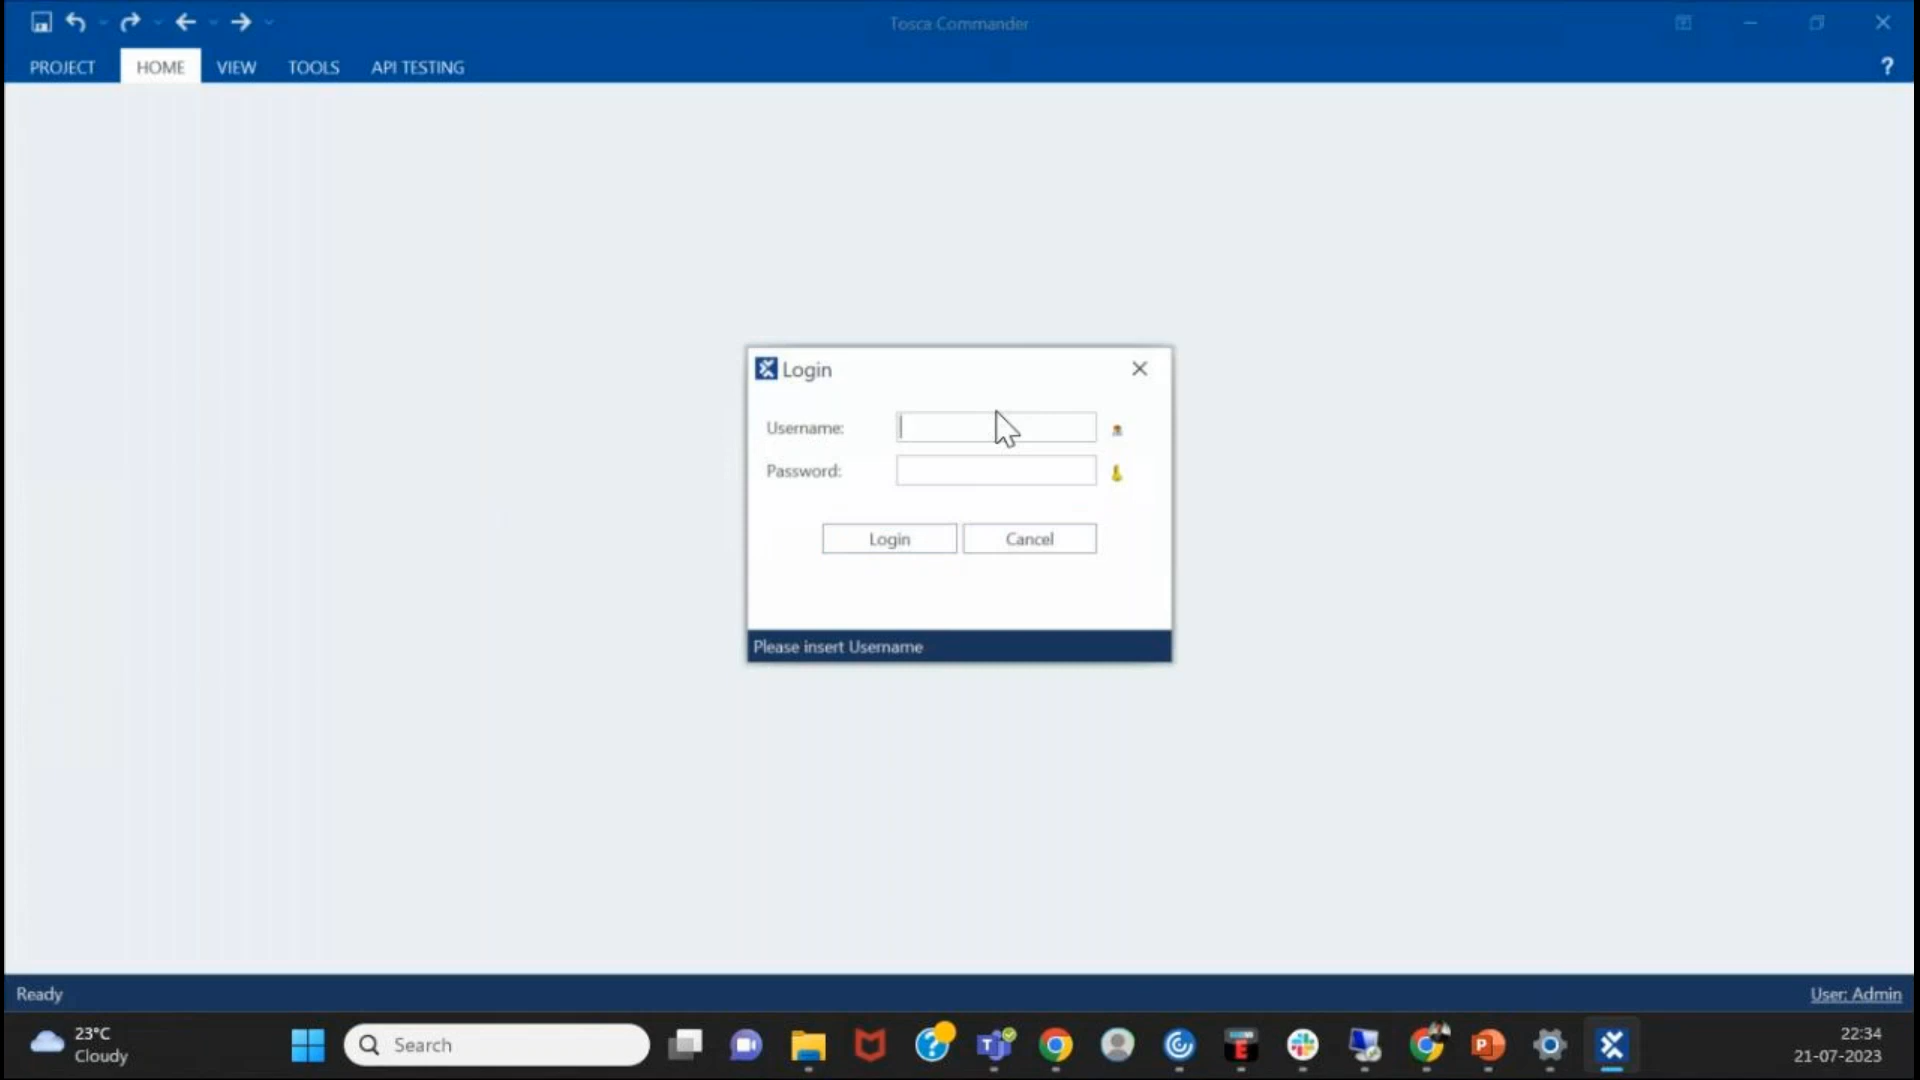 Tosca Commander
PROJECT HOME VIEW TOOLS API TESTING ?
Login
Username:
Password:
Login Cancel
Please insert Username
Ready User: Admin
23°C
Cloudy
Search
22:34
21-07-2023